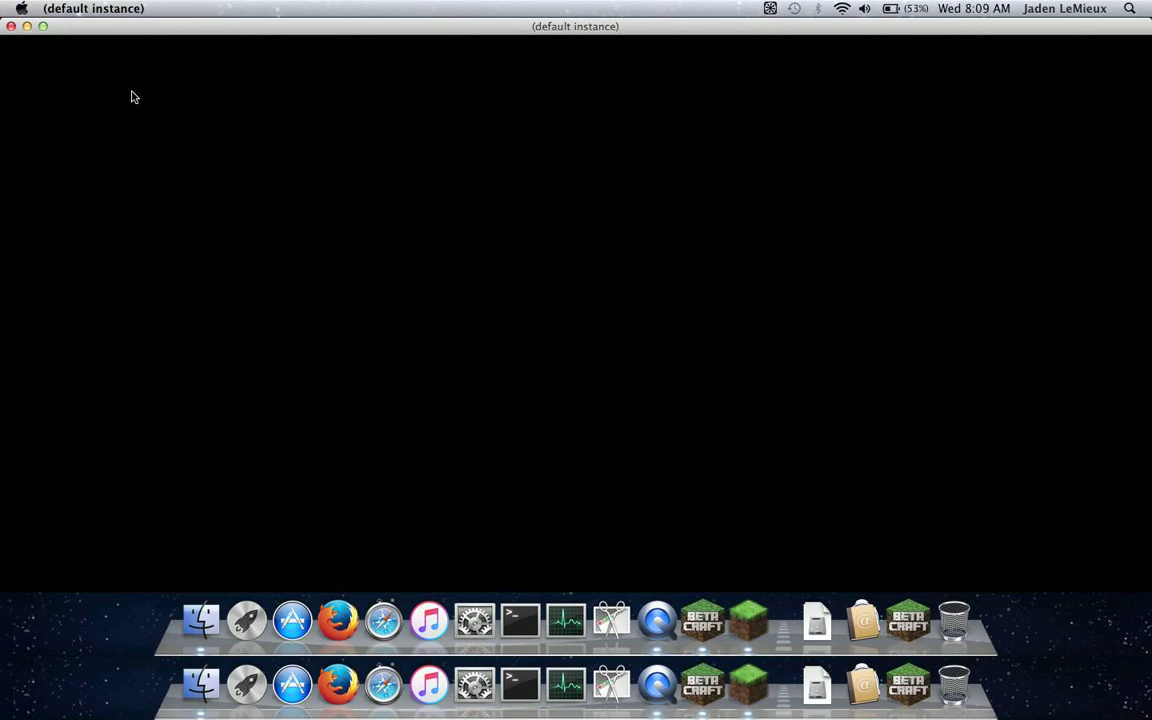 (default instance) (53%) Wed 8:09 AM Jaden LeMieux
(default instance)
BETA
CRAFT
BETA
CRAFT
BETA
CRAFT
BETA
CRAFT